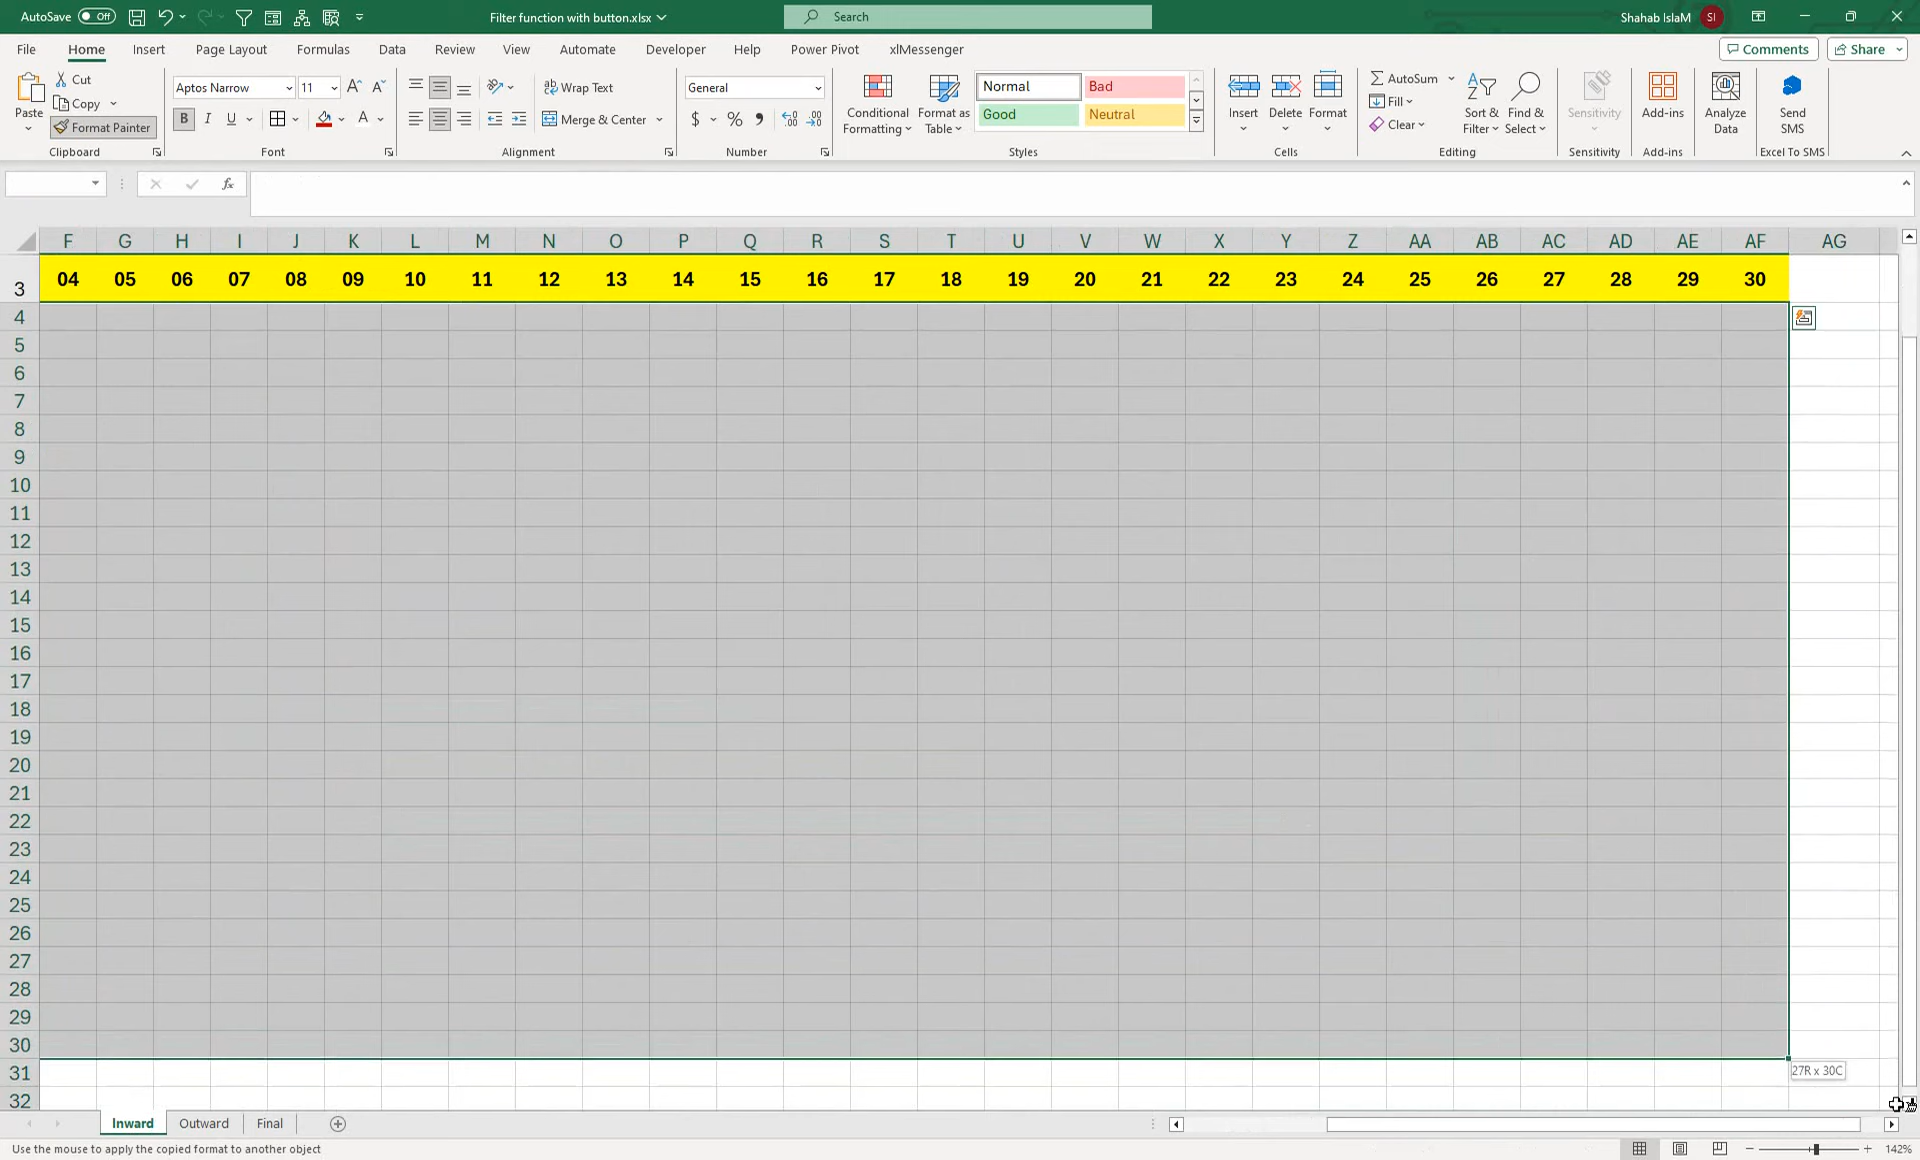 AutoSave Off Filter function with button.xlsx Search Shahab IslaM SI
File Home Insert Page Layout Formulas Data Review View Automate Developer Help Power Pivot xlMessenger Comments Share
Paste Cut Copy Format Painter
Clipboard
Aptos Narrow 11 A A
B I U A
Font
Wrap Text
Merge & Center
Alignment
General
$ % 9
Number
Conditional Formatting Format as Table
Normal Bad
Good Neutral
Styles
Insert Delete Format
Cells
AutoSum
Fill
Clear
Sort & Filter Find & Select
Editing
Sensitivity
Sensitivity
Add-ins
Add-ins
Analyze Data
Send SMS
Excel To SMS
fx
F G H I J K L M N O P Q R S T U V W X Y Z AA AB AC AD AE AF AG
3 04 05 06 07 08 09 10 11 12 13 14 15 16 17 18 19 20 21 22 23 24 25 26 27 28 29 30
4
5
6
7
8
9
10
11
12
13
14
15
16
17
18
19
20
21
22
23
24
25
26
27
28
29
30
31
32
27R x 30C
Inward Outward Final
Use the mouse to apply the copied format to another object 142%